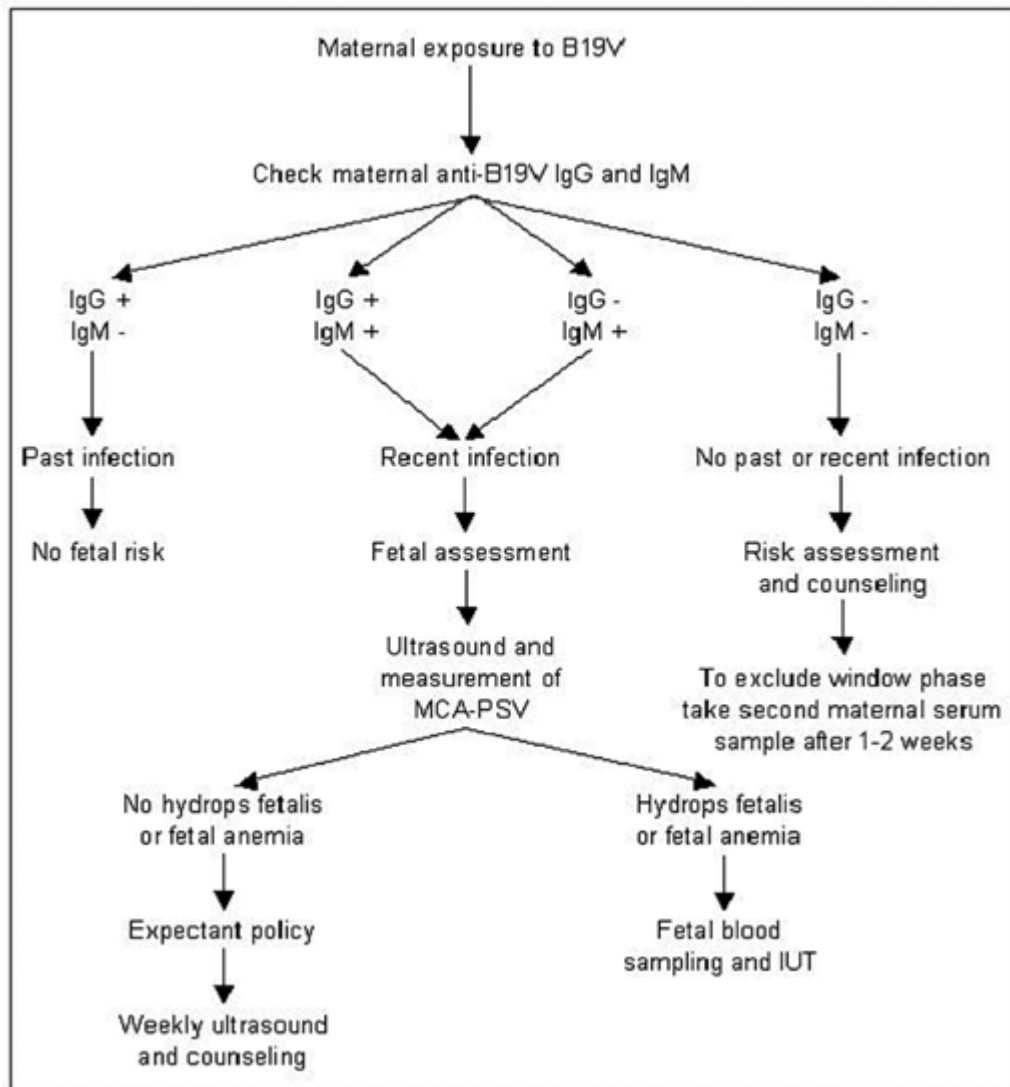 Maternal exposure to B19V
Check maternal anti-B19V IgG and IgM
IgG +
IgM -
IgG +
IgM +
IgG -
IgM +
IgG -
IgM -
Past infection
Recent infection
No past or recent infection
No fetal risk
Fetal assessment
Risk assessment
and counseling
Ultrasound and
measurement of
MCA-PSV
To exclude window phase
take second maternal serum
sample after 1-2 weeks
No hydrops fetalis
or fetal anemia
Hydrops fetalis
or fetal anemia
Expectant policy
Fetal blood
sampling and IUT
Weekly ultrasound
and counseling